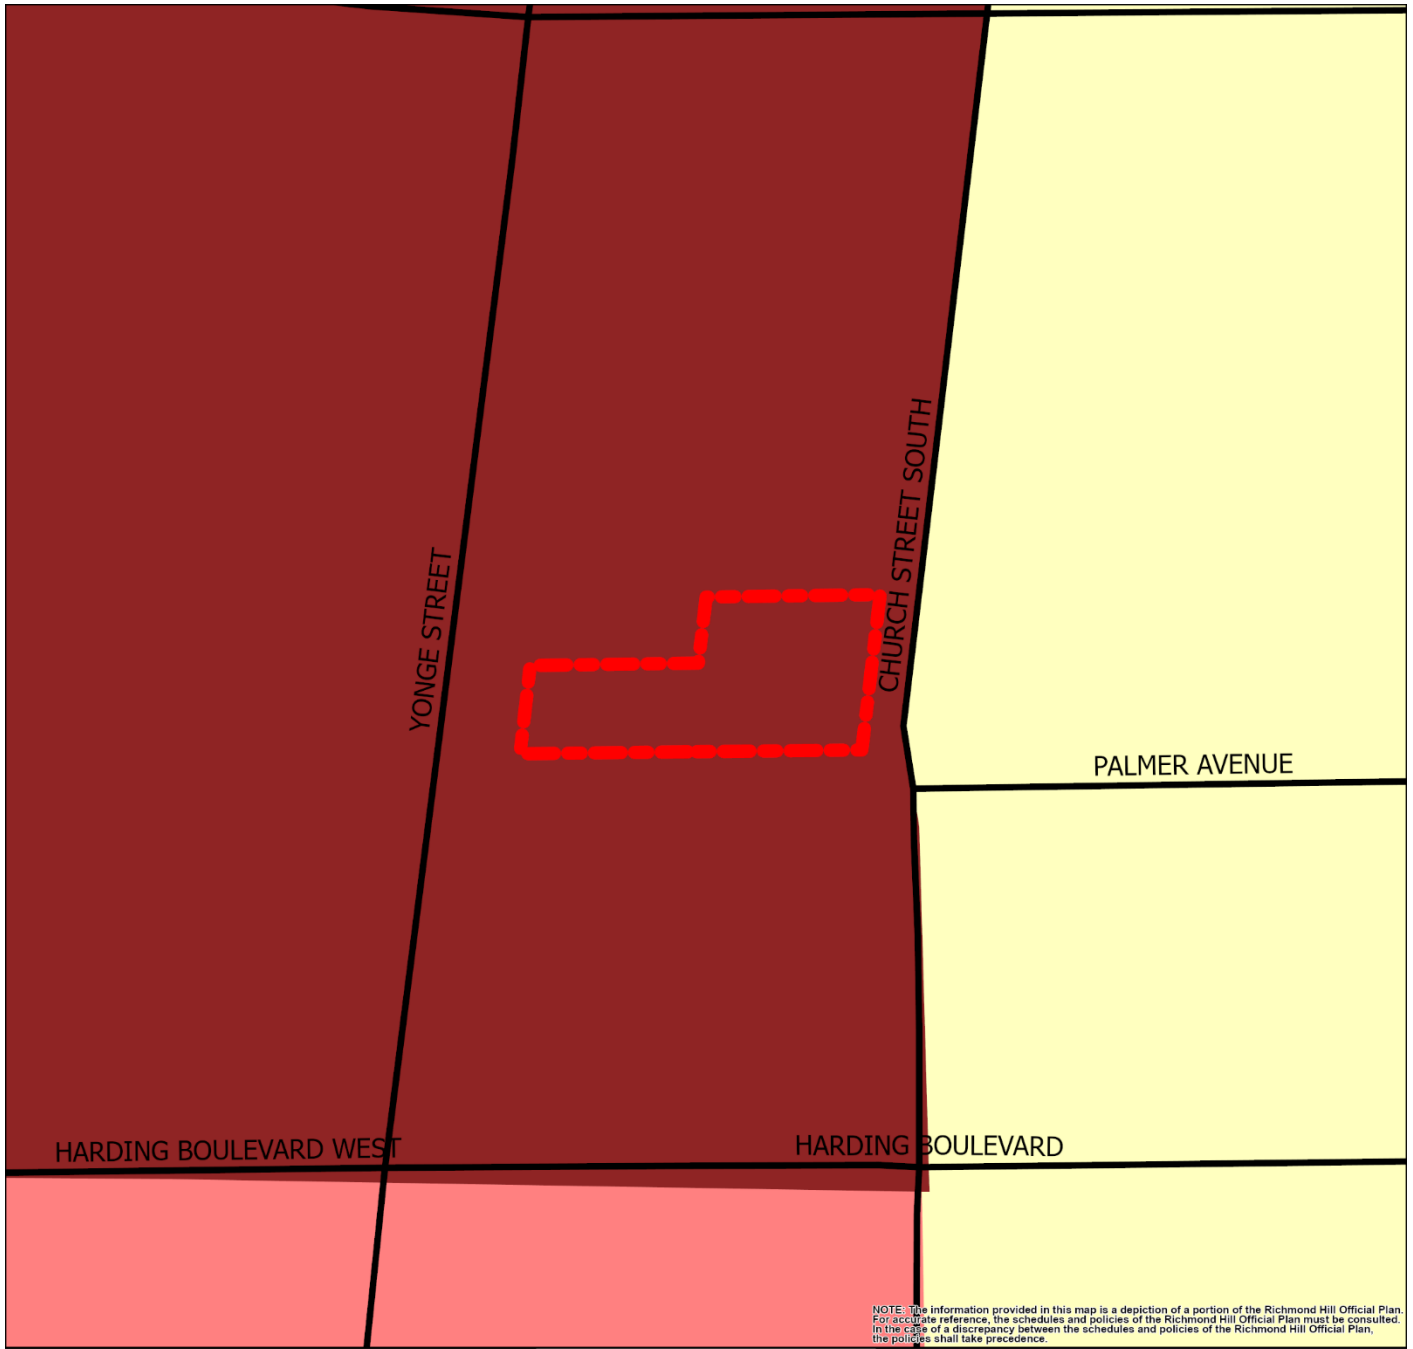 CHURCH STREET SOUTH
YONGE STREET
PALMER AVENUE
HARDING BOULEVARD WEST
HARDING BOULEVARD
NOTE: The information provided in this map is a depiction of a portion of the Richmond Hill Official Plan.
For accurate reference, the schedules and policies of the Richmond Hill Official Plan must be consulted.
In the case of a discrepancy between the schedules and policies of the Richmond Hill Official Plan,
the policies shall take precedence.